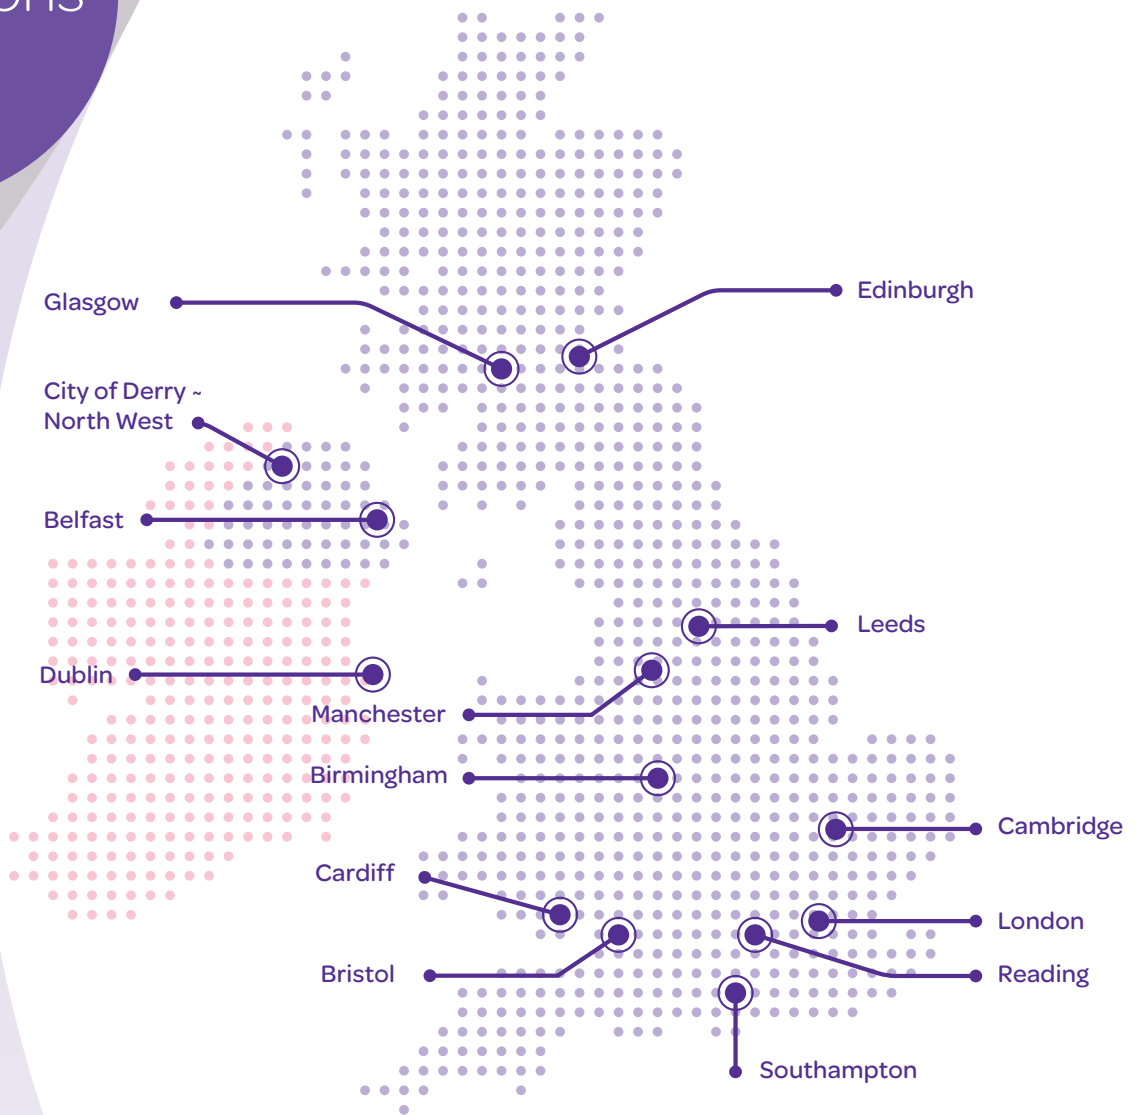 Edinburgh
Glasgow
City of Derry ~
North West
Belfast
Leeds
Dublin
Manchester
Birmingham
Cambridge
Cardiff
London
Bristol
Reading
Southampton